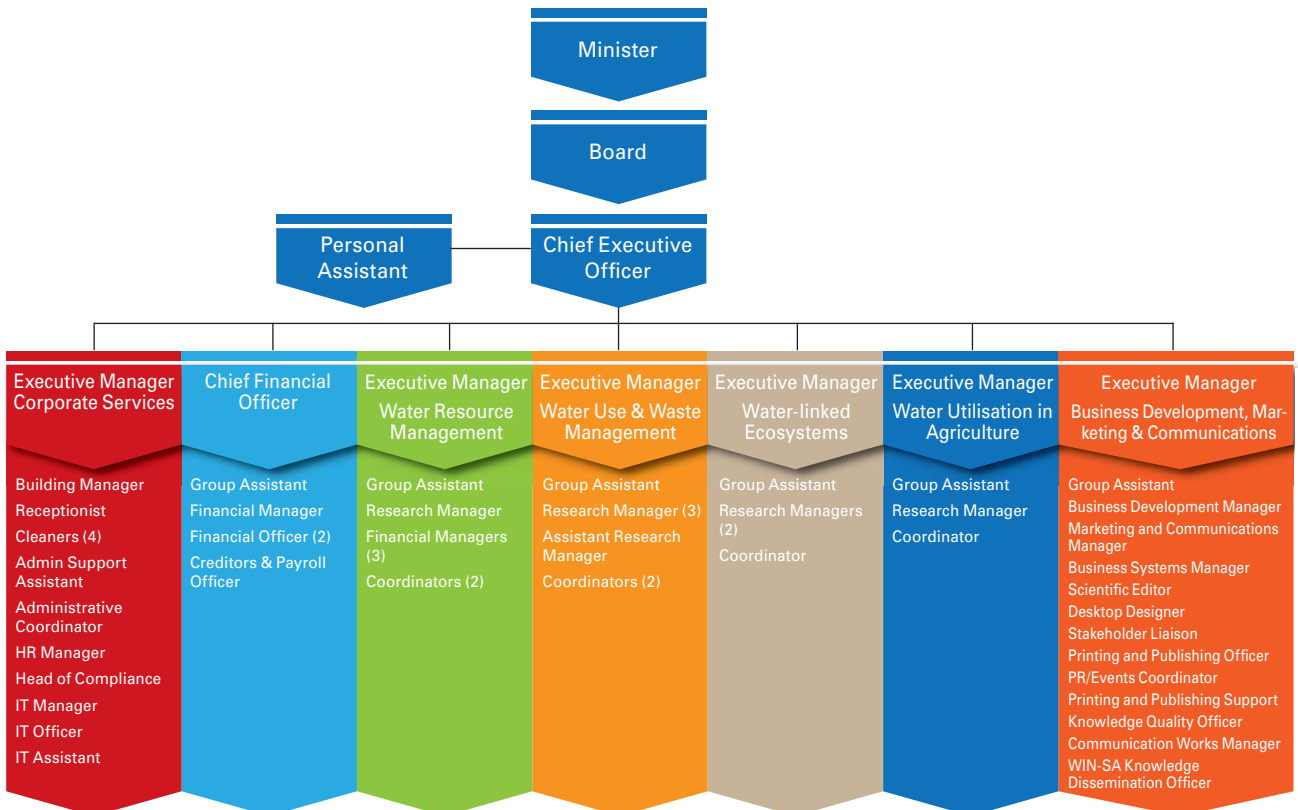 Minister
Board
Personal
Assistant
Chief Executive
Officer
Executive Manager
Corporate Services
Building Manager
Receptionist
Cleaners (4)
Admin Support
Assistant
Administrative
Coordinator
HR Manager
Head of Compliance
IT Manager
IT Officer
IT Assistant
Chief Financial
Officer
Group Assistant
Financial Manager
Financial Officer (2)
Creditors & Payroll
Officer
Executive Manager
Water Resource
Management
Group Assistant
Research Manager
Financial Managers
(3)
Coordinators (2)
Executive Manager
Water Use & Waste
Management
Group Assistant
Research Manager (3)
Assistant Research
Manager
Coordinators (2)
Executive Manager
Water-linked
Ecosystems
Group Assistant
Research Managers
(2)
Coordinator
Executive Manager
Water Utilisation in
Agriculture
Group Assistant
Research Manager
Coordinator
Executive Manager
Business Development, Mar-
keting & Communications
Group Assistant
Business Development Manager
Marketing and Communications
Manager
Business Systems Manager
Scientific Editor
Desktop Designer
Stakeholder Liaison
Printing and Publishing Officer
PR/Events Coordinator
Printing and Publishing Support
Knowledge Quality Officer
Communication Works Manager
WIN-SA Knowledge
Dissemination Officer